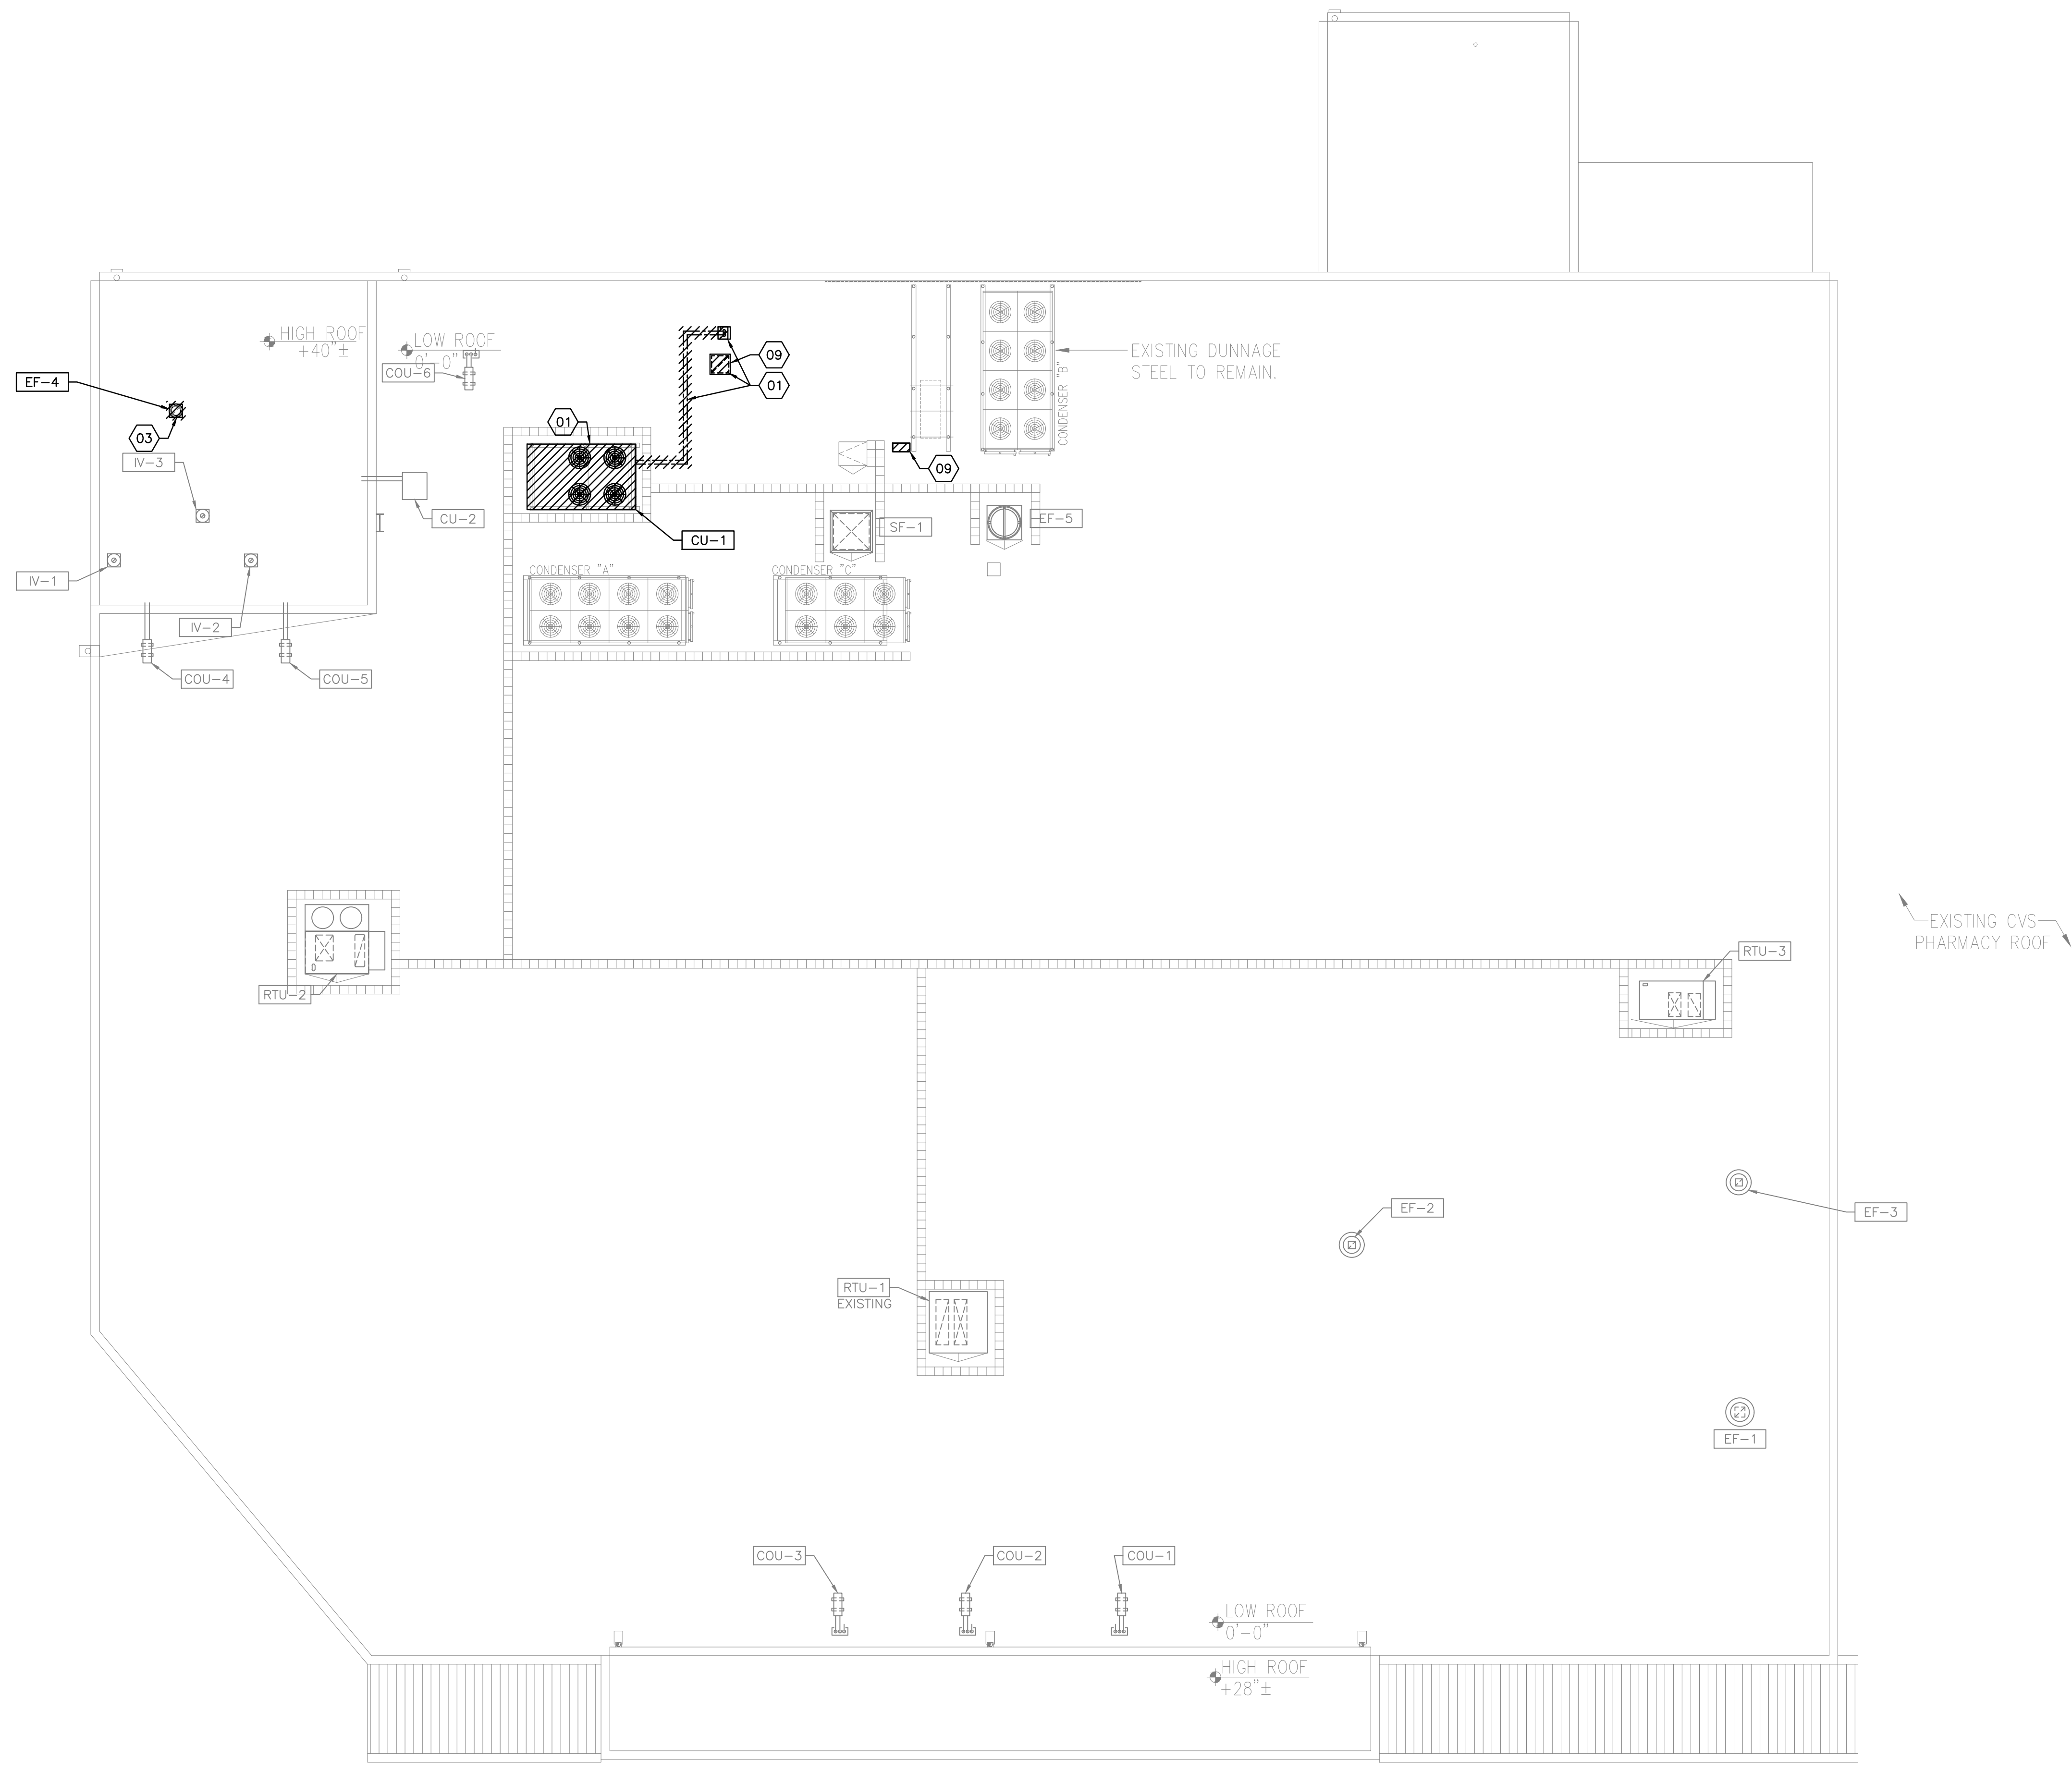 HIGH ROOF
+40"±
LOW ROOF
0'-0"
COU-6
09
01
EXISTING DUNNAGE
STEEL TO REMAIN.
CONDENSER "B"
EF-4
03
01
IV-3
09
CU-2
SF-1
EF-5
CU-1
IV-1
CONDENSER "A"
CONDENSER "C"
IV-2
COU-4
COU-5
EXISTING CVS
PHARMACY ROOF
RTU-3
RTU-2
EF-2
EF-3
RTU-1
EXISTING
EF-1
COU-3
COU-2
COU-1
LOW ROOF
0'-0"
HIGH ROOF
+28"±